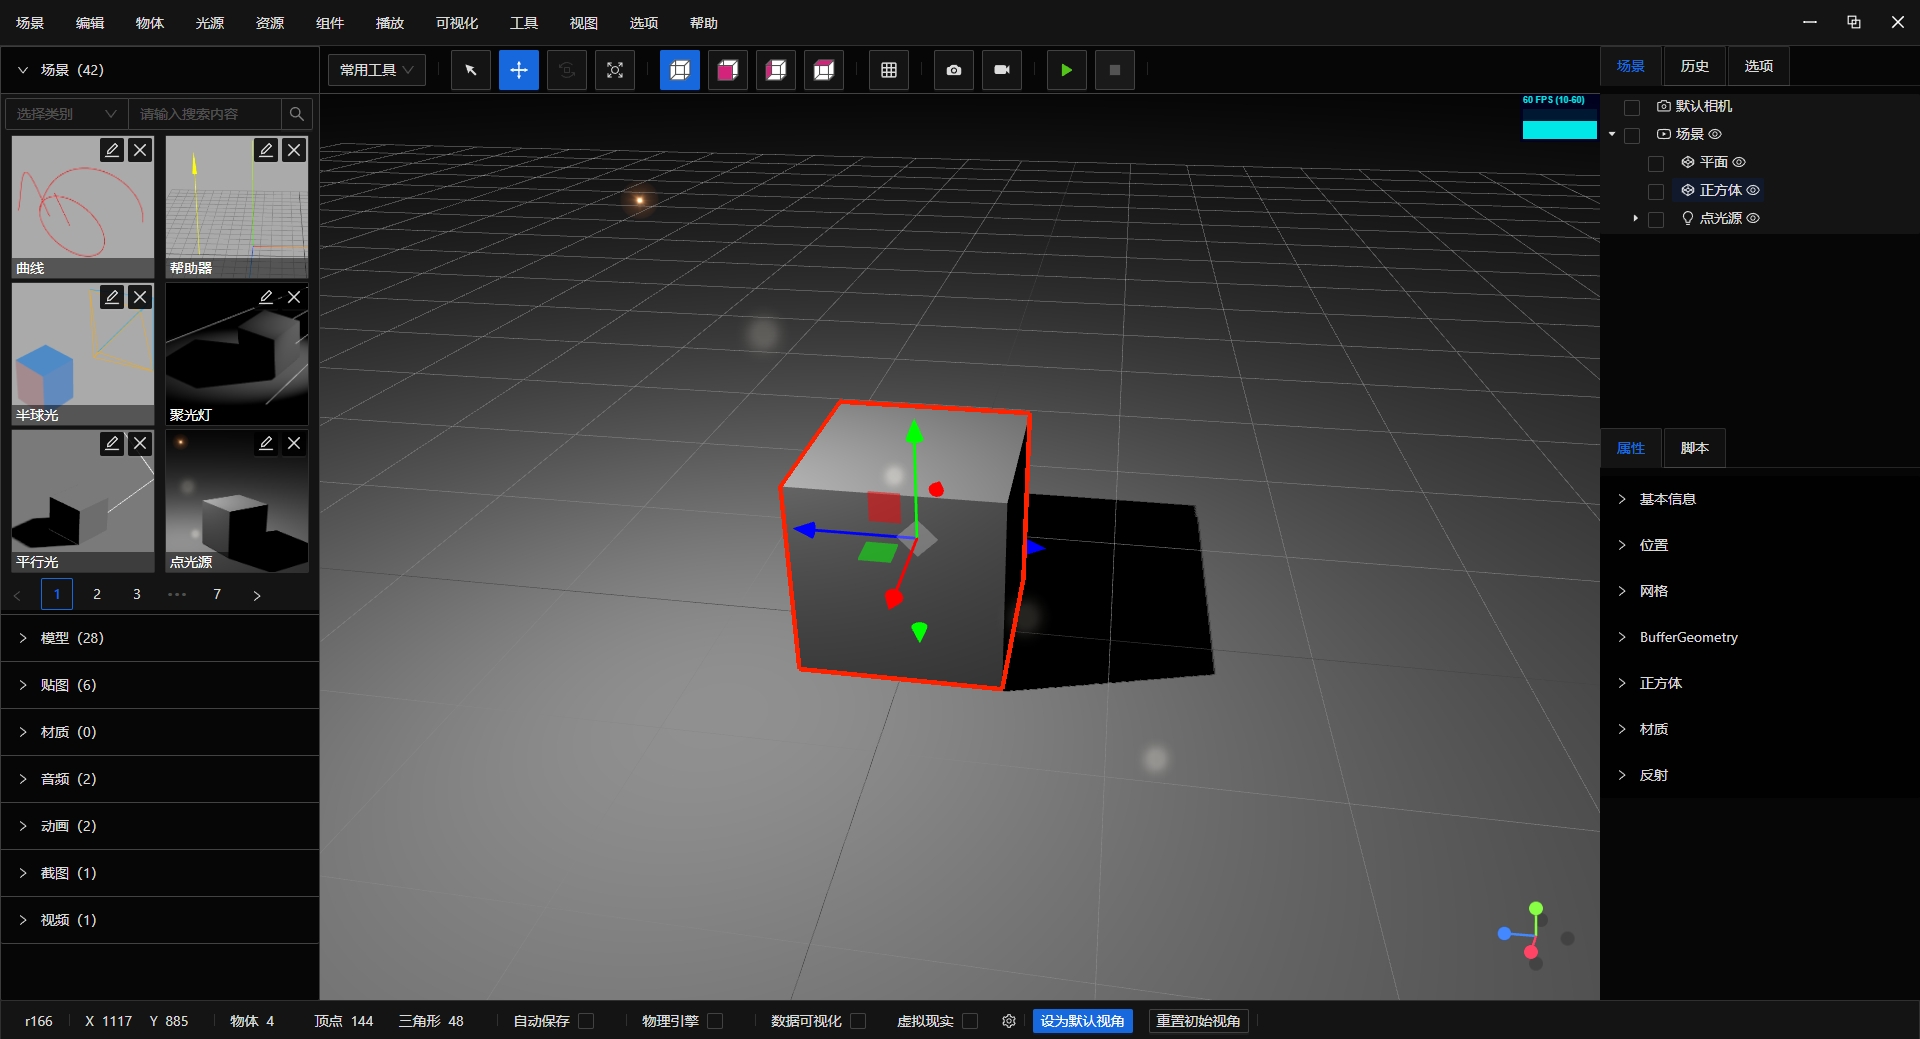 场景 编辑 物体 光源 资源 组件 播放 可视化 工具 视图 选项 帮助
场景 (42)
常用工具
场景 历史 选项
选择类别 请输入搜索内容
60 FPS (10-60)
默认相机
场景
平面
正方体
点光源
曲线 帮助器
半球光 聚光灯
平行光 点光源
1 2 3 ••• 7
模型 (28)
贴图 (6)
材质 (0)
音频 (2)
动画 (2)
截图 (1)
视频 (1)
属性 脚本
基本信息
位置
网格
BufferGeometry
正方体
材质
反射
r166 X 1117 Y 885 物体 4 顶点 144 三角形 48 自动保存 物理引擎 数据可视化 虚拟现实 设为默认视角 重置初始视角